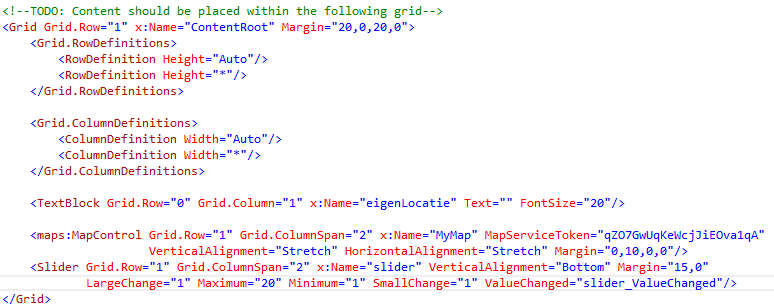 <!--TODO: Content should be placed within the following grid-->
<Grid Grid.Row="1" x:Name="ContentRoot" Margin="20,0,20,0">
    <Grid.RowDefinitions>
        <RowDefinition Height="Auto"/>
        <RowDefinition Height="*"/>
    </Grid.RowDefinitions>

    <Grid.ColumnDefinitions>
        <ColumnDefinition Width="Auto"/>
        <ColumnDefinition Width="*"/>
    </Grid.ColumnDefinitions>

    <TextBlock Grid.Row="0" Grid.Column="1" x:Name="eigenLocatie" Text="" FontSize="20"/>

    <maps:MapControl Grid.Row="1" Grid.ColumnSpan="2" x:Name="MyMap" MapServiceToken="qZO7GwUqKeWcjJiEOva1qA"
                     VerticalAlignment="Stretch" HorizontalAlignment="Stretch" Margin="0,10,0,0"/>
    <Slider Grid.Row="1" Grid.ColumnSpan="2" x:Name="slider" VerticalAlignment="Bottom" Margin="15,0"
            LargeChange="1" Maximum="20" Minimum="1" SmallChange="1" ValueChanged="slider_ValueChanged"/>
</Grid>